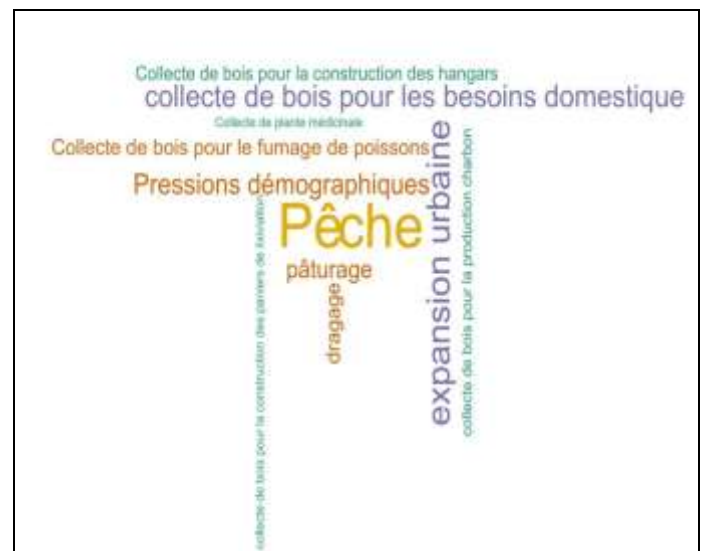 Collecte de bois pour la construction des hangars
collecte de bois pour les besoins domestique
Collecte de plante médicinale
Collecte de bois pour le fumage de poissons
Pressions démographiques
Pêche
pâturage
dragage
expansion urbaine
collecte de bois pour la production charbon
collecte de bois pour la construction des paniers de